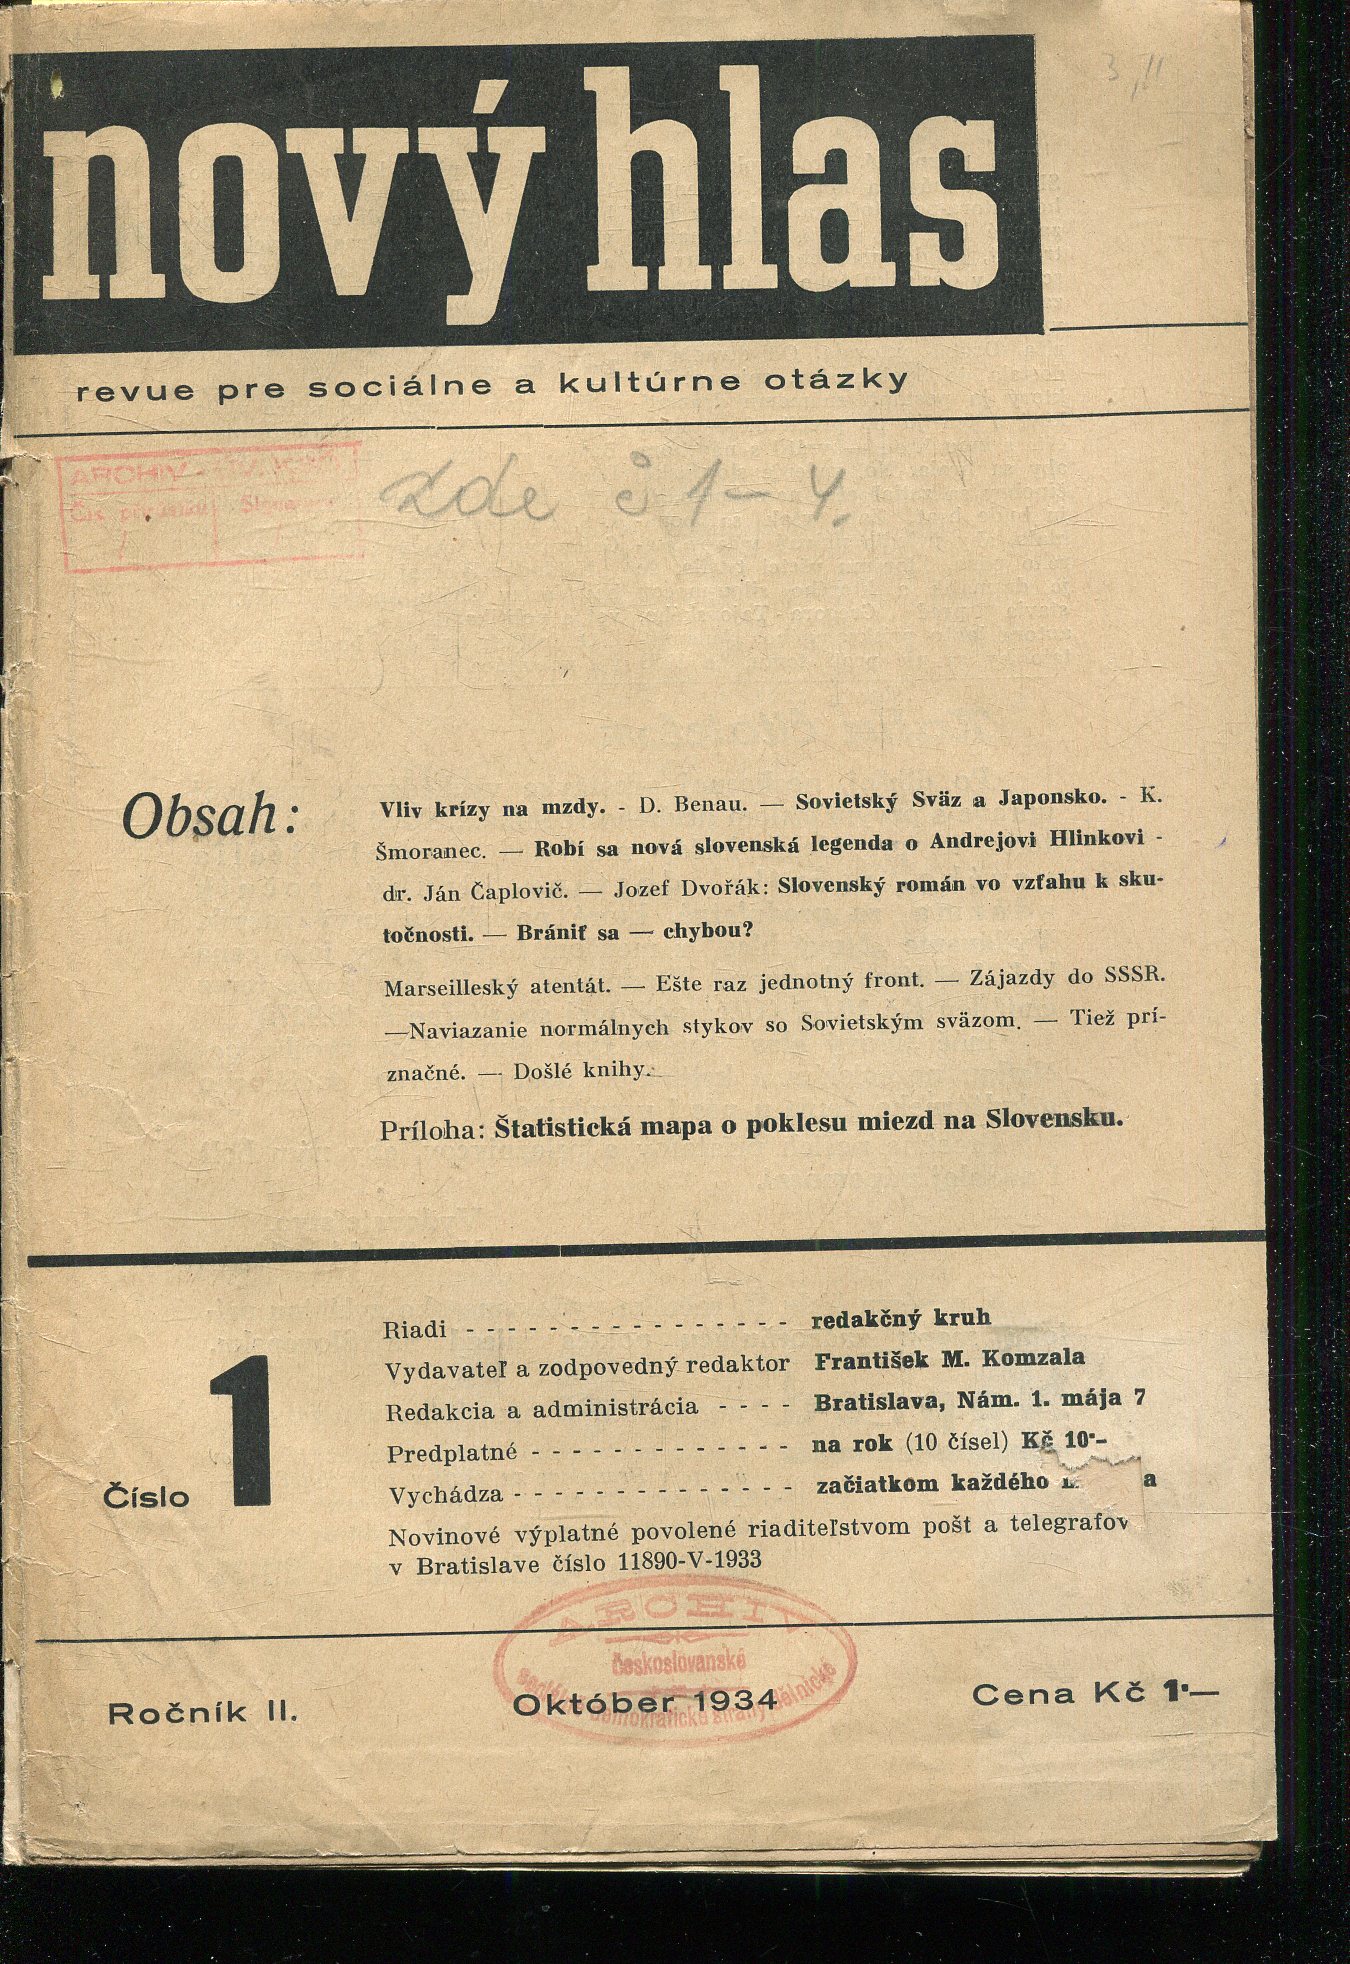 nový hlas
revue pre sociálne a kultúrne otázky
ARCHIV
zde č 1-4.
Obsah:
Vliv krízy na mzdy. - D. Benau. — Sovietský Sväz a Japonsko. - K.
Šmoranec. — Robí sa nová slovenská legenda o Andrejovi Hlinkovi -
dr. Ján Čaplovič. — Jozef Dvořák: Slovenský román vo vzťahu k sku-
točnosti. — Brániť sa — chybou?
Marseilleský atentát. — Ešte raz jednotný front. — Zájazdy do SSSR.
—Naviazanie normálnych stykov so Sovietským sväzom. — Tiež prí-
značné. — Došlé knihy.
Príloha: Štatistická mapa o poklesu miezd na Slovensku.
Číslo 1
Riadi - - - - - - - - - - - - - - - - redakčný kruh
Vydavateľ a zodpovedný redaktor František M. Komzala
Redakcia a administrácia - - - - Bratislava, Nám. 1. mája 7
Predplatné - - - - - - - - - - - - - na rok (10 čísel) Kč 10·-
Vychádza - - - - - - - - - - - - - - začiatkom každého
Novinové výplatné povolené riaditeľstvom pošt a telegrafov
v Bratislave číslo 11890-V-1933
ARCHIV
československé
demokratické strany dělnické
Ročník II.
Október 1934
Cena Kč 1·—